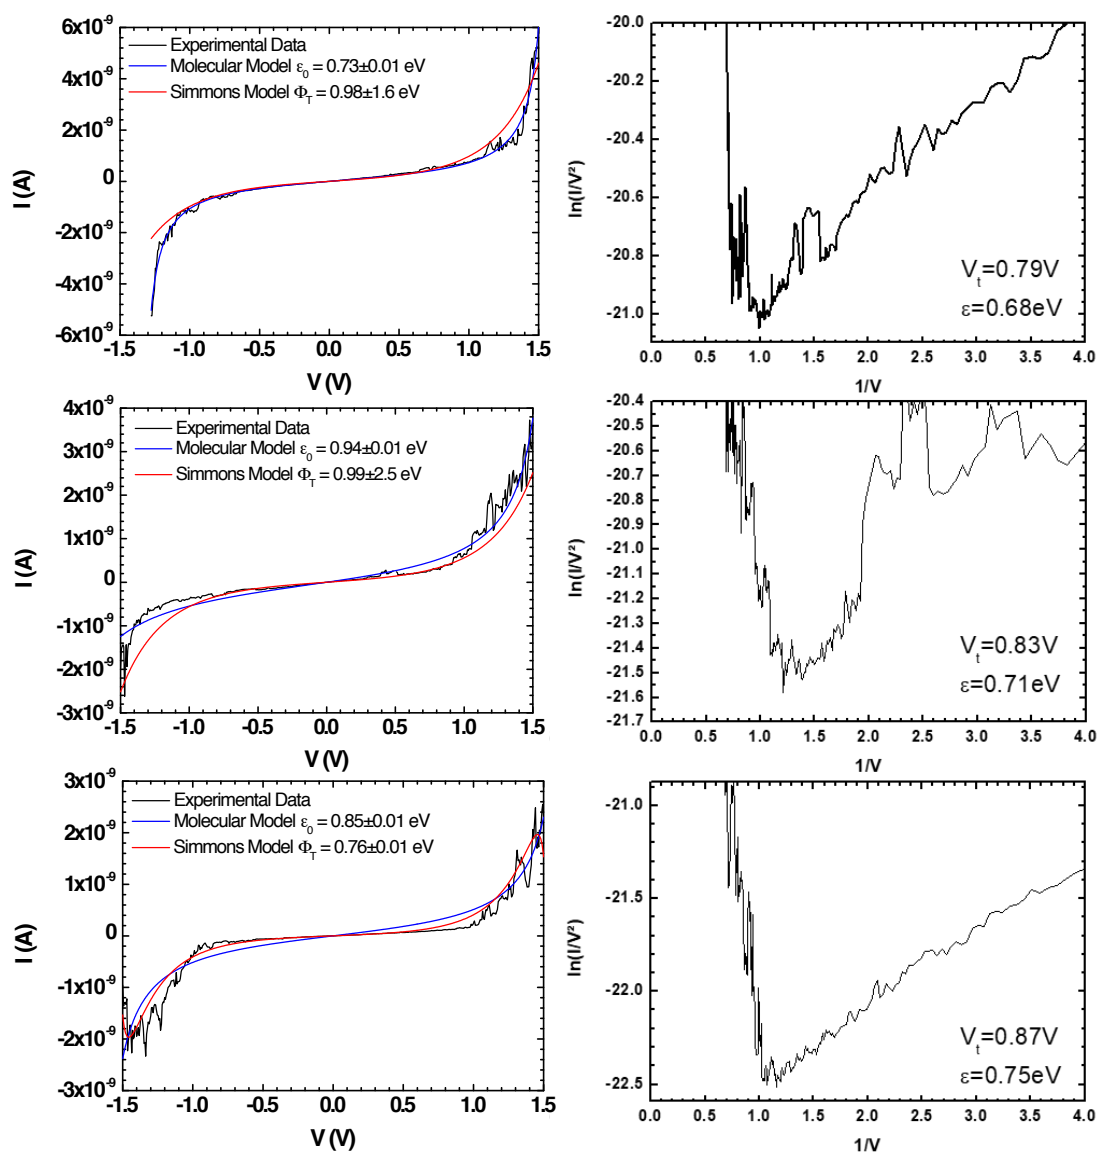 6x10⁻⁹
4x10⁻⁹
2x10⁻⁹
0
-2x10⁻⁹
-4x10⁻⁹
-6x10⁻⁹
I (A)
Experimental Data
Molecular Model ε₀ = 0.73±0.01 eV
Simmons Model Φ_T = 0.98±1.6 eV
-1.5 -1.0 -0.5 0.0 0.5 1.0 1.5
V (V)
-20.0
-20.2
-20.4
-20.6
-20.8
-21.0
ln(I/V²)
V_t=0.79V
ε=0.68eV
0.0 0.5 1.0 1.5 2.0 2.5 3.0 3.5 4.0
1/V
4x10⁻⁹
3x10⁻⁹
2x10⁻⁹
1x10⁻⁹
0
-1x10⁻⁹
-2x10⁻⁹
-3x10⁻⁹
I (A)
Experimental Data
Molecular Model ε₀ = 0.94±0.01 eV
Simmons Model Φ_T = 0.99±2.5 eV
-1.5 -1.0 -0.5 0.0 0.5 1.0 1.5
V (V)
-20.4
-20.5
-20.6
-20.7
-20.8
-20.9
-21.0
-21.1
-21.2
-21.3
-21.4
-21.5
-21.6
-21.7
ln(I/V²)
V_t=0.83V
ε=0.71eV
0.0 0.5 1.0 1.5 2.0 2.5 3.0 3.5 4.0
1/V
3x10⁻⁹
2x10⁻⁹
1x10⁻⁹
0
-1x10⁻⁹
-2x10⁻⁹
-3x10⁻⁹
I (A)
Experimental Data
Molecular Model ε₀ = 0.85±0.01 eV
Simmons Model Φ_T = 0.76±0.01 eV
-1.5 -1.0 -0.5 0.0 0.5 1.0 1.5
V (V)
-21.0
-21.5
-22.0
-22.5
ln(I/V²)
V_t=0.87V
ε=0.75eV
0.0 0.5 1.0 1.5 2.0 2.5 3.0 3.5 4.0
1/V